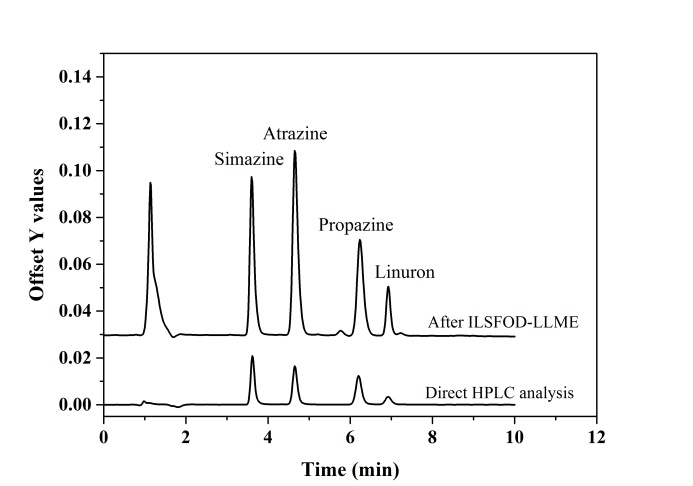 Offset Y values
0.14
0.12
0.10
0.08
0.06
0.04
0.02
0.00
Atrazine
Simazine
Propazine
Linuron
After ILSFOD-LLME
Direct HPLC analysis
0 2 4 6 8 10 12
Time (min)